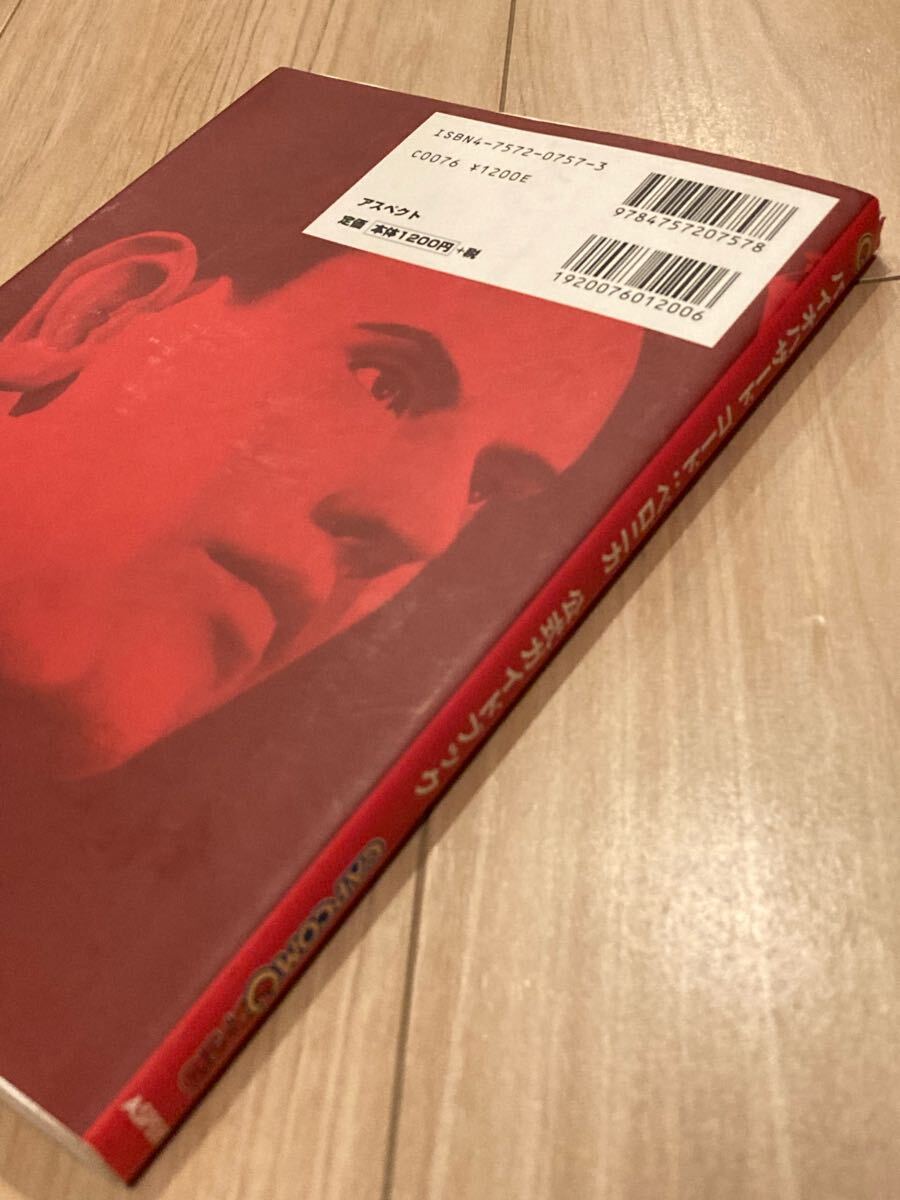 ISBN4-7572-0757-3
C0076 ¥1200E
アスペクト
定価 本体1200円 +税
9784757207578
1920076012006
バイオハザード コード:ベロニカ 公式ガイドブック
CAPCOM